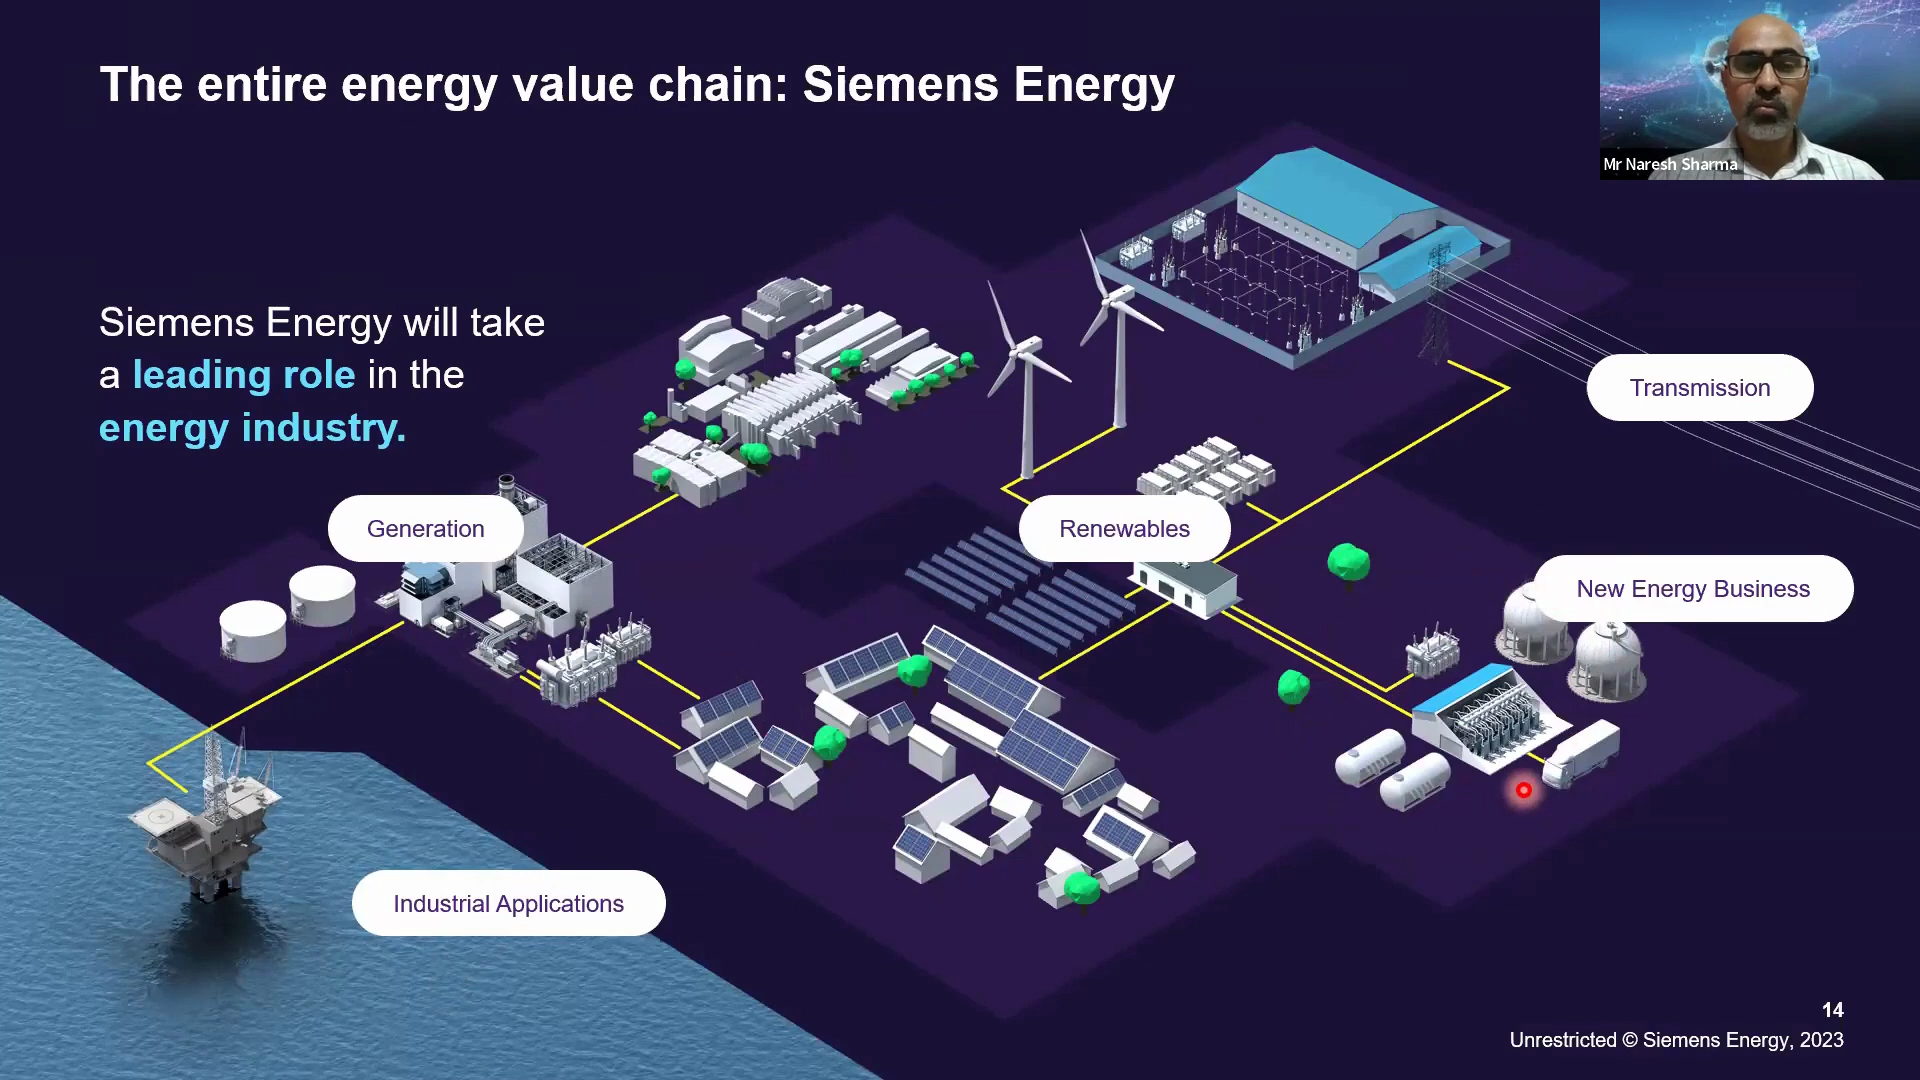 The entire energy value chain: Siemens Energy
Mr Naresh Sharma
Siemens Energy will take
a leading role in the
energy industry.
Transmission
Generation
Renewables
New Energy Business
Industrial Applications
14
Unrestricted © Siemens Energy, 2023